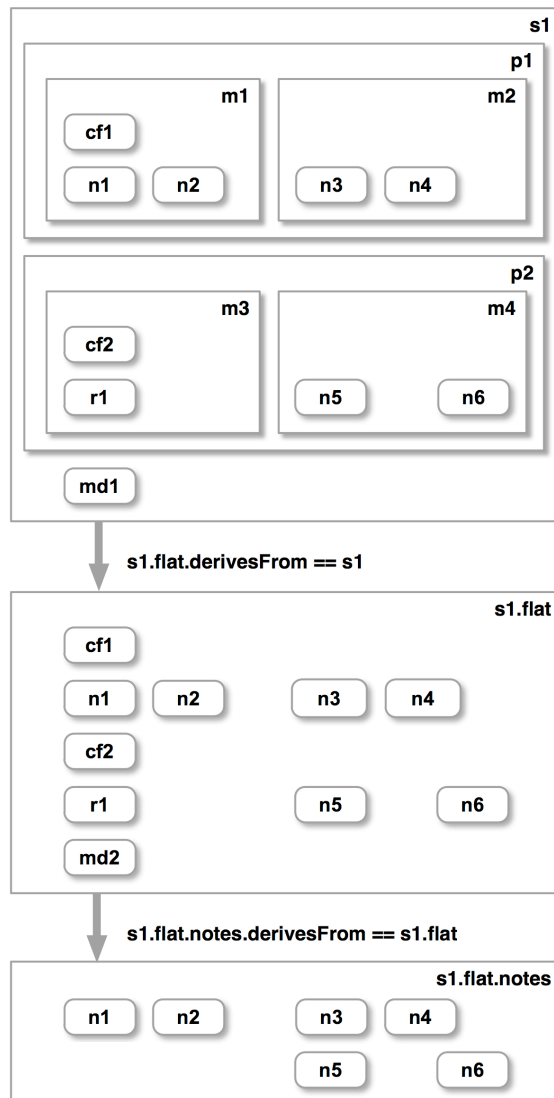 s1
p1
m1 m2
cf1
n1 n2 n3 n4
p2
m3 m4
cf2
r1 n5 n6
md1
s1.flat.derivesFrom == s1
s1.flat
cf1
n1 n2 n3 n4
cf2
r1 n5 n6
md2
s1.flat.notes.derivesFrom == s1.flat
s1.flat.notes
n1 n2 n3 n4
n5 n6